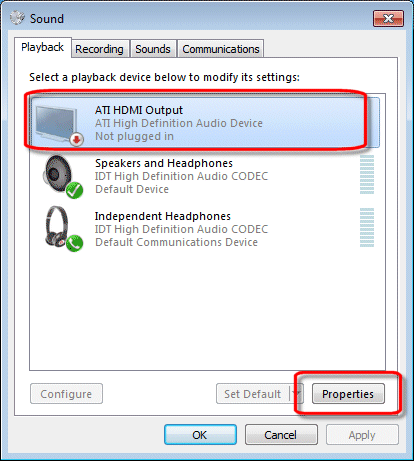 Sound
Playback
Recording
Sounds
Communications
Select a playback device below to modify its settings:
ATI HDMI Output
ATI High Definition Audio Device
Not plugged in
Speakers and Headphones
IDT High Definition Audio CODEC
Default Device
Independent Headphones
IDT High Definition Audio CODEC
Default Communications Device
Configure
Set Default
Properties
OK
Cancel
Apply